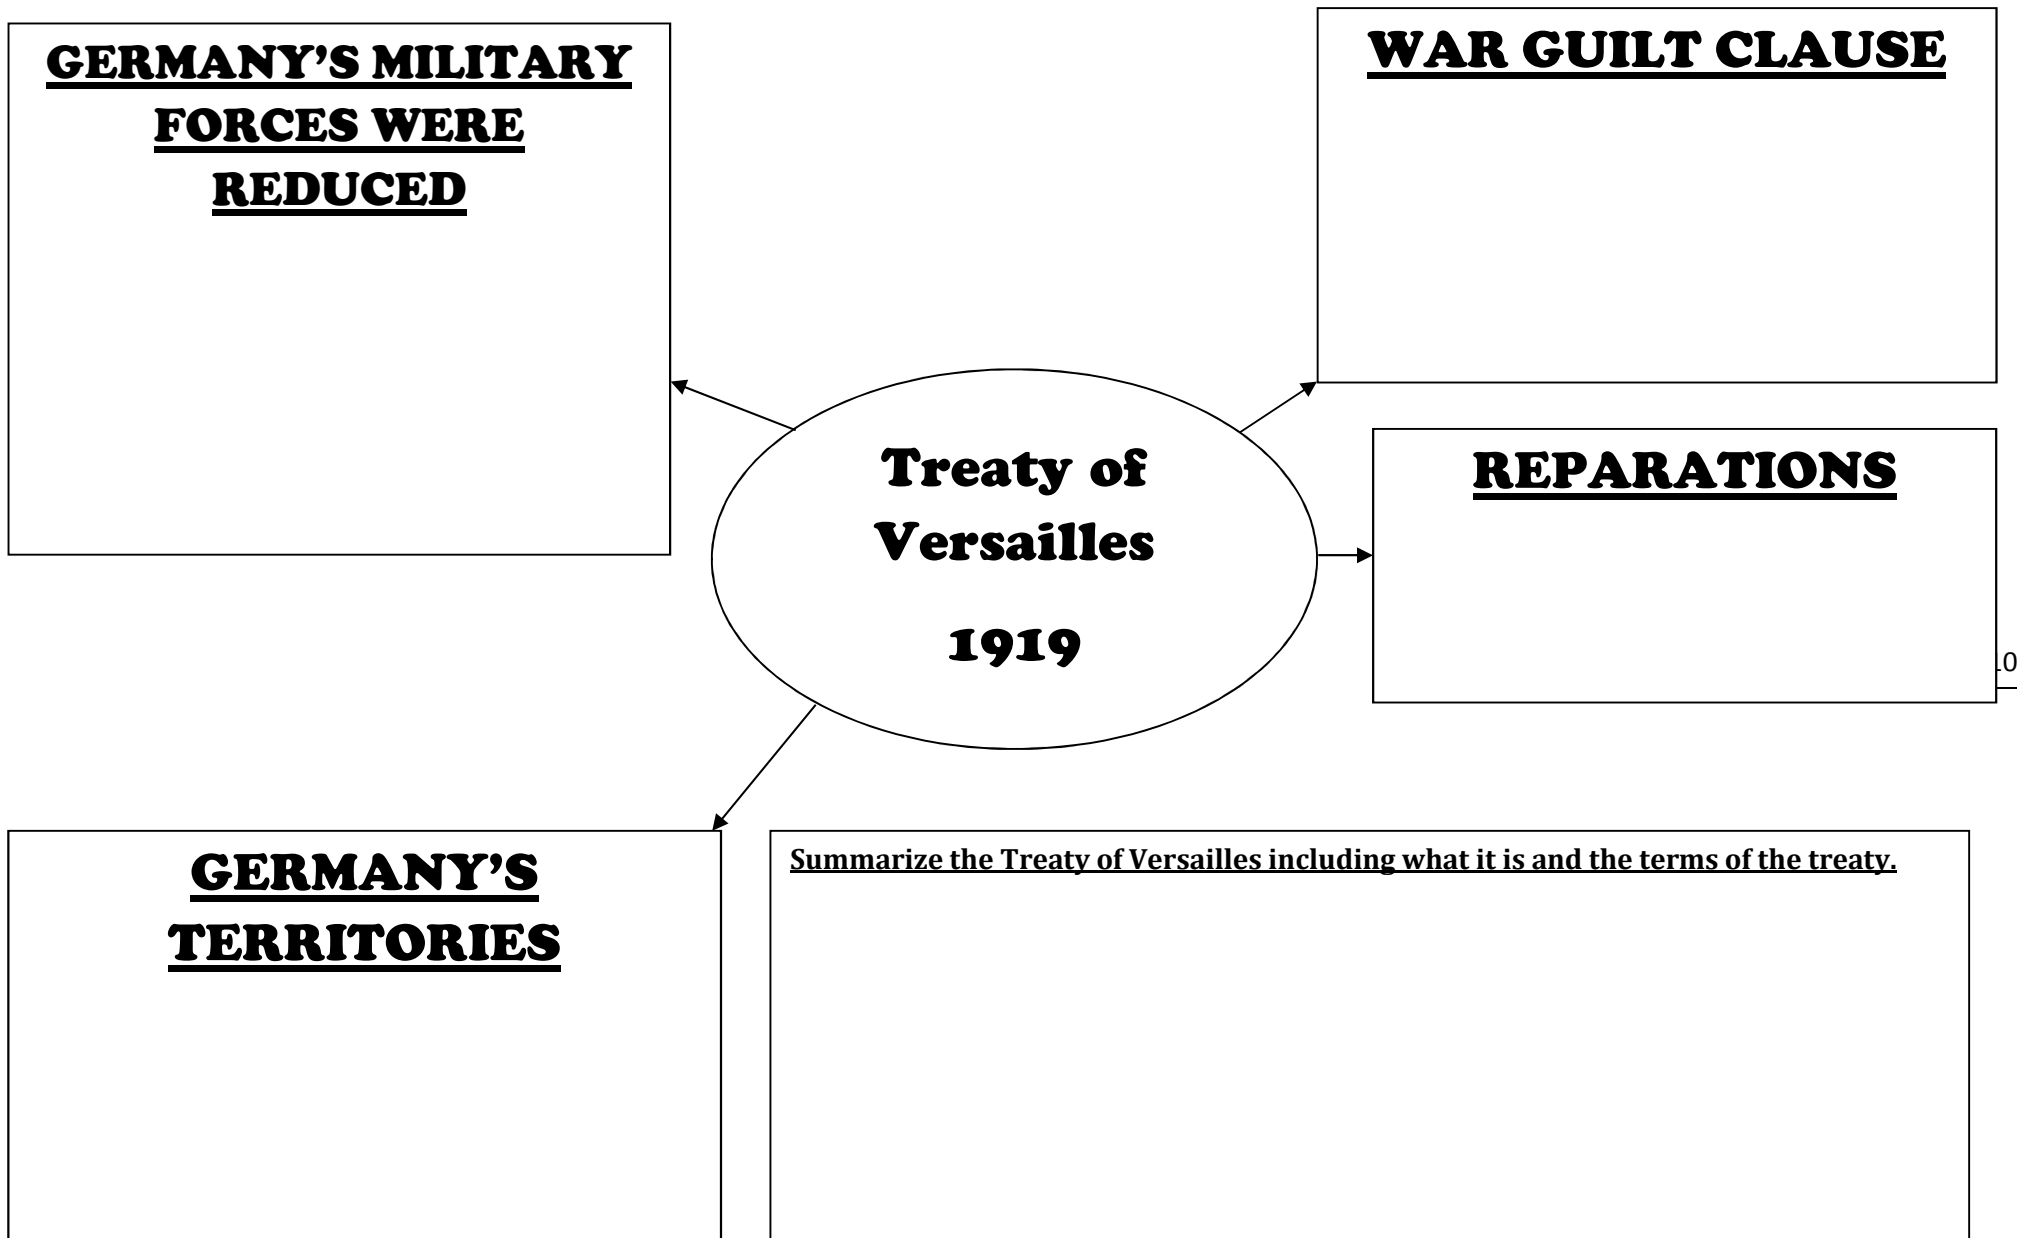 GERMANY'S MILITARY
FORCES WERE
REDUCED
WAR GUILT CLAUSE
Treaty of
Versailles
1919
REPARATIONS
GERMANY'S
TERRITORIES
Summarize the Treaty of Versailles including what it is and the terms of the treaty.